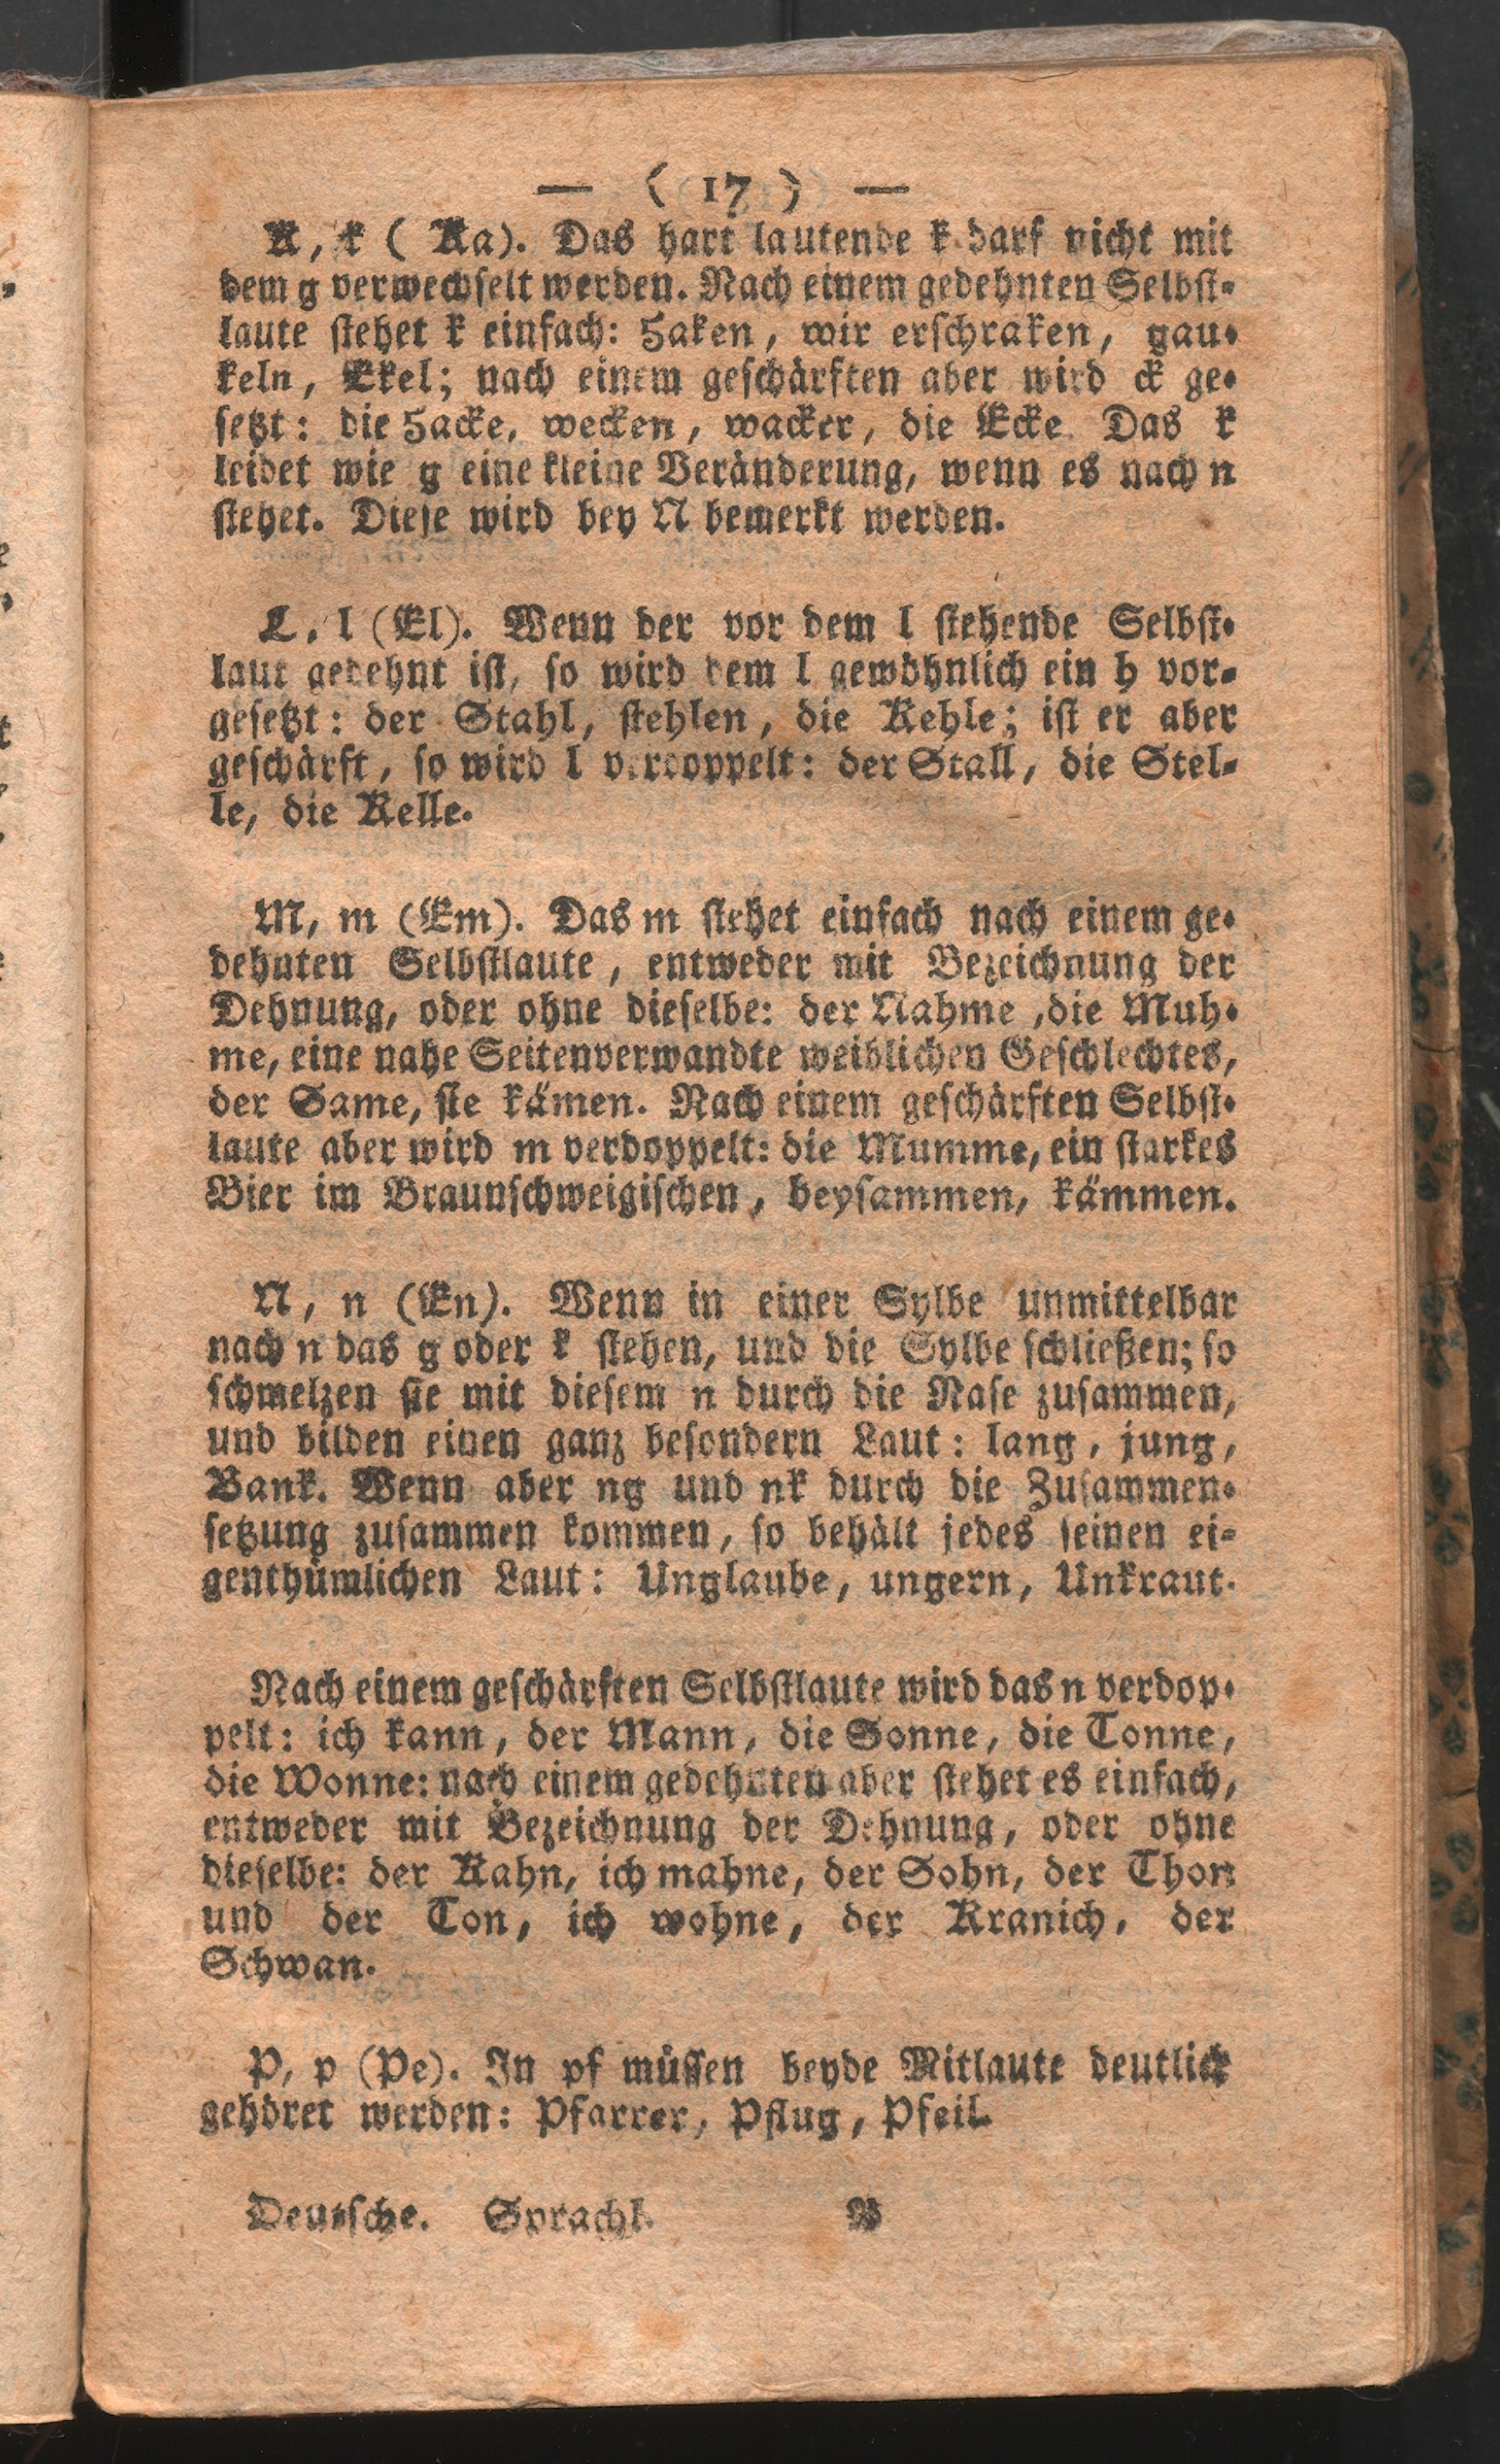 — ( 17 ) —
K, k ( Ka). Das hart lautende k darf nicht mit
dem g verwechselt werden. Nach einem gedehnten Selbst-
laute stehet k einfach: Haken, wir erschraken, gau-
keln, Ekel; nach einem geschärften aber wird ck ge-
setzt: die Hacke, wecken, wacker, die Ecke. Das k
leidet wie g eine kleine Veränderung, wenn es nach n
stehet. Diese wird bey N bemerkt werden.
L, l (El). Wenn der vor dem l stehende Selbst-
laut gedehnt ist, so wird dem l gewöhnlich ein h vor-
gesetzt: der Stahl, stehlen, die Kehle; ist er aber
geschärft, so wird l verdoppelt: der Stall, die Stel-
le, die Kelle.
M, m (Em). Das m stehet einfach nach einem ge-
dehnten Selbstlaute, entweder mit Bezeichnung der
Dehnung, oder ohne dieselbe: der Nahme, die Muh-
me, eine nahe Seitenverwandte weiblichen Geschlechtes,
der Same, sie kämen. Nach einem geschärften Selbst-
laute aber wird m verdoppelt: die Mumme, ein starkes
Bier im Braunschweigischen, beysammen, kämmen.
N, n (En). Wenn in einer Sylbe unmittelbar
nach n das g oder k stehen, und die Sylbe schließen; so
schmelzen sie mit diesem n durch die Nase zusammen,
und bilden einen ganz besondern Laut: lang, jung,
Bank. Wenn aber ng und nk durch die Zusammen-
setzung zusammen kommen, so behält jedes seinen ei-
genthümlichen Laut: Unglaube, ungern, Unkraut.
Nach einem geschärften Selbstlaute wird das n verdop-
pelt: ich kann, der Mann, die Sonne, die Tonne,
die Wonne: nach einem gedehnten aber stehet es einfach,
entweder mit Bezeichnung der Dehnung, oder ohne
dieselbe: der Kahn, ich mahne, der Sohn, der Thon
und der Ton, ich wohne, der Kranich, der
Schwan.
P, p (Pe). In pf müssen beyde Mitlaute deutlich
gehöret werden: Pfarrer, Pflug, Pfeil.
Deutsche. Sprachl. B